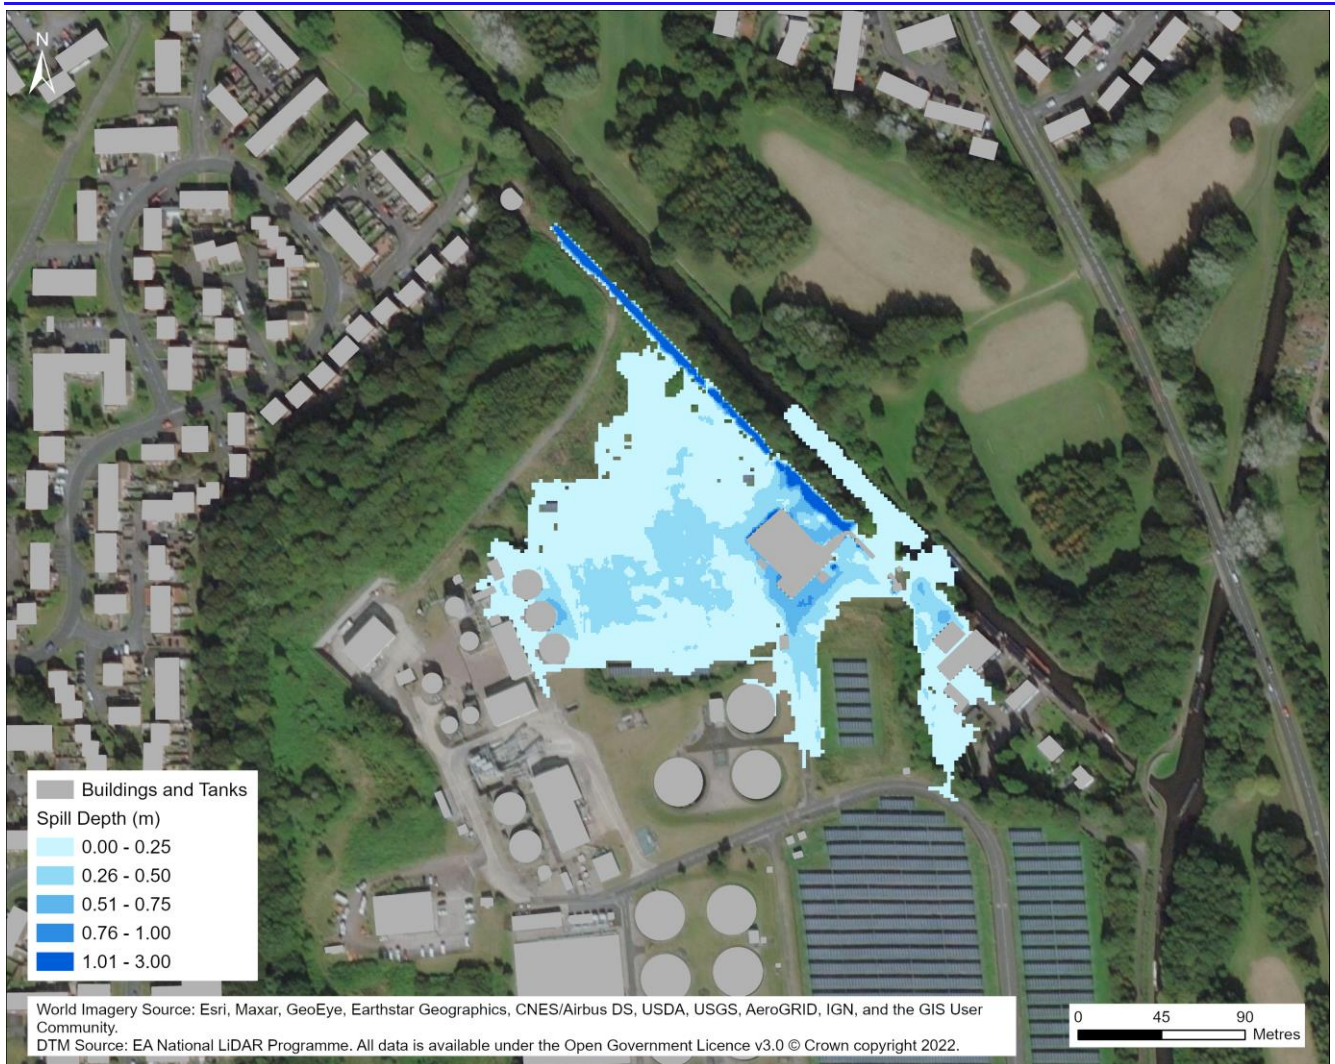 N
Buildings and Tanks
Spill Depth (m)
0.00 - 0.25
0.26 - 0.50
0.51 - 0.75
0.76 - 1.00
1.01 - 3.00
World Imagery Source: Esri, Maxar, GeoEye, Earthstar Geographics, CNES/Airbus DS, USDA, USGS, AeroGRID, IGN, and the GIS User
Community.
DTM Source: EA National LiDAR Programme. All data is available under the Open Government Licence v3.0 © Crown copyright 2022.
0 45 90
Metres